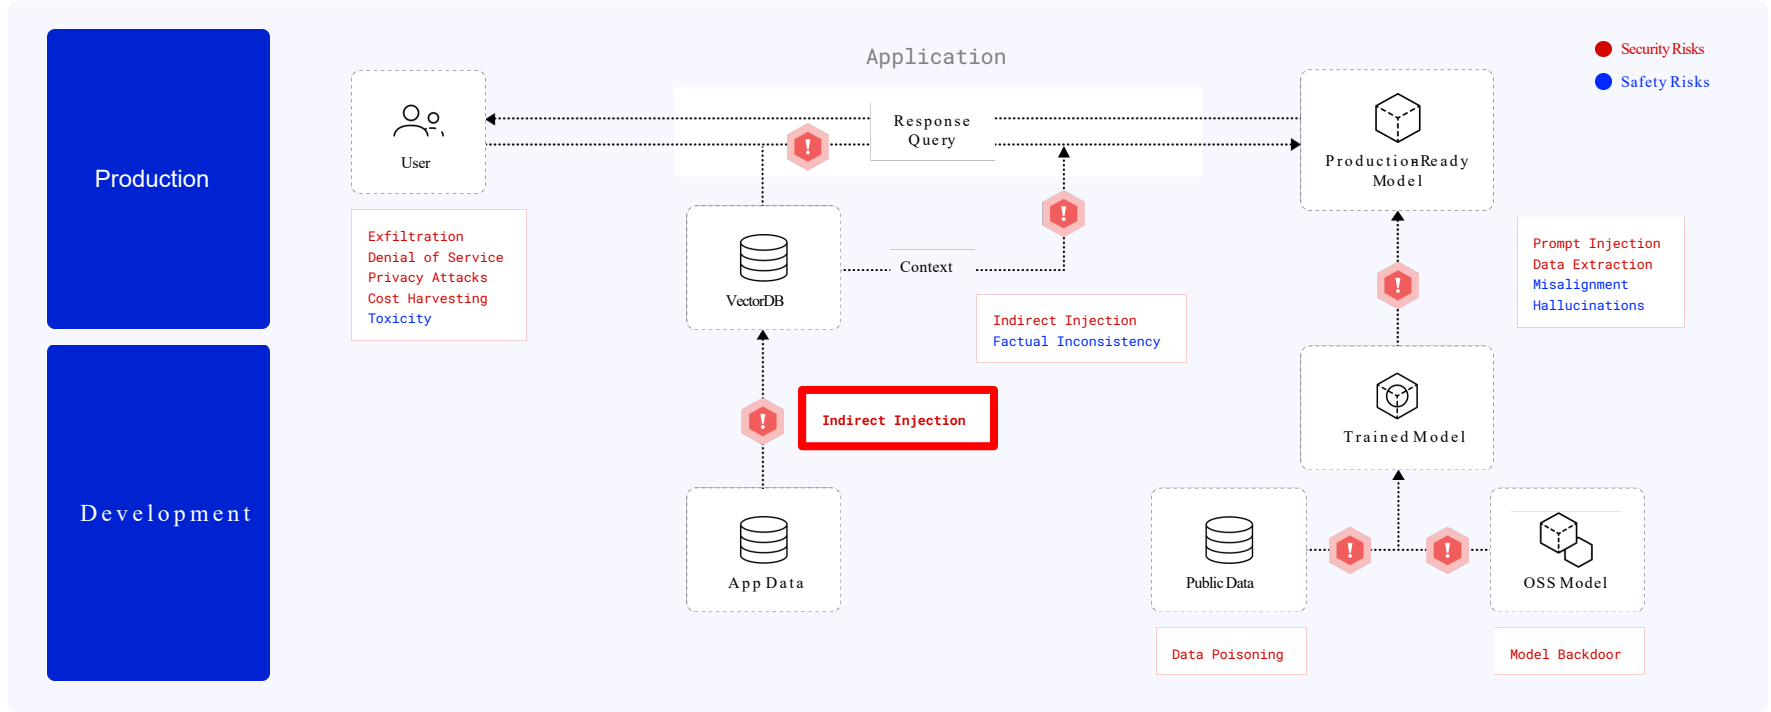 Application
Security Risks
Safety Risks
Production
User
Response
Query
Production-Ready
Model
Exfiltration
Denial of Service
Privacy Attacks
Cost Harvesting
Toxicity
VectorDB
Context
Indirect Injection
Factual Inconsistency
Prompt Injection
Data Extraction
Misalignment
Hallucinations
Development
Indirect Injection
Trained Model
App Data
Public Data
OSS Model
Data Poisoning
Model Backdoor